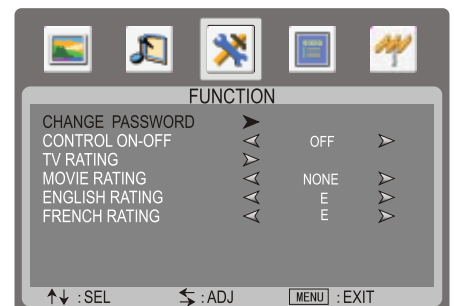 FUNCTION
CHANGE PASSWORD
CONTROL ON-OFF OFF
TV RATING
MOVIE RATING NONE
ENGLISH RATING E
FRENCH RATING E
: SEL : ADJ MENU : EXIT